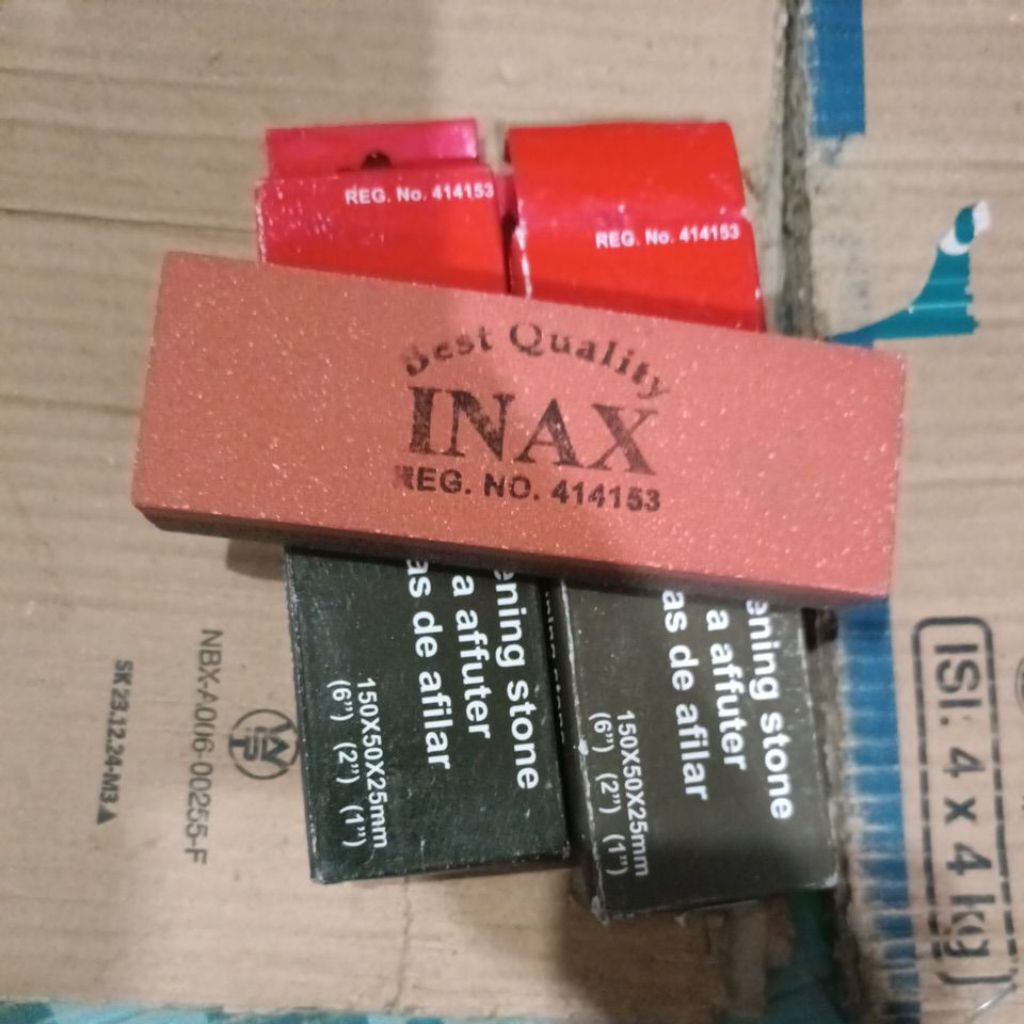 REG. No. 414153
REG. No. 414153
Best Quality
INAX
REG. NO. 414153
ening stone
a affuter
as de afilar
150X50X25mm
(6") (2") (1")
ening stone
a affuter
as de afilar
150X50X25mm
(6") (2") (1")
NBX-A006-00255-F
SK 25.12.24-M3▲
ISI: 4 x 4 kg